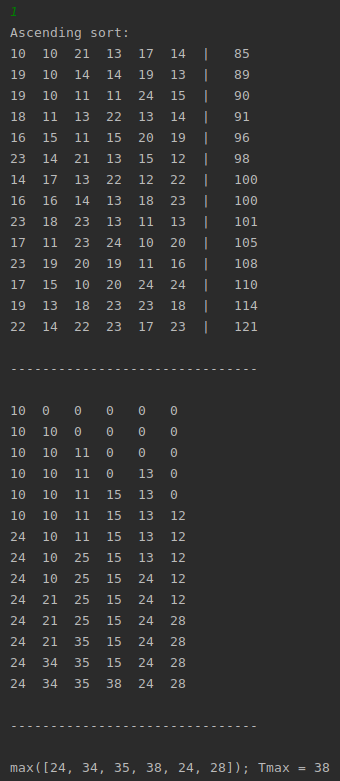 1
Ascending sort:
10 10 21 13 17 14 | 85
19 10 14 14 19 13 | 89
19 10 11 11 24 15 | 90
18 11 13 22 13 14 | 91
16 15 11 15 20 19 | 96
23 14 21 13 15 12 | 98
14 17 13 22 12 22 | 100
16 16 14 13 18 23 | 100
23 18 23 13 11 13 | 101
17 11 23 24 10 20 | 105
23 19 20 19 11 16 | 108
17 15 10 20 24 24 | 110
19 13 18 23 23 18 | 114
22 14 22 23 17 23 | 121
-------------------------------
10 0 0 0 0 0
10 10 0 0 0 0
10 10 11 0 0 0
10 10 11 0 13 0
10 10 11 15 13 0
10 10 11 15 13 12
24 10 11 15 13 12
24 10 25 15 13 12
24 10 25 15 24 12
24 21 25 15 24 12
24 21 25 15 24 28
24 21 35 15 24 28
24 34 35 15 24 28
24 34 35 38 24 28
-------------------------------
max([24, 34, 35, 38, 24, 28]); Tmax = 38